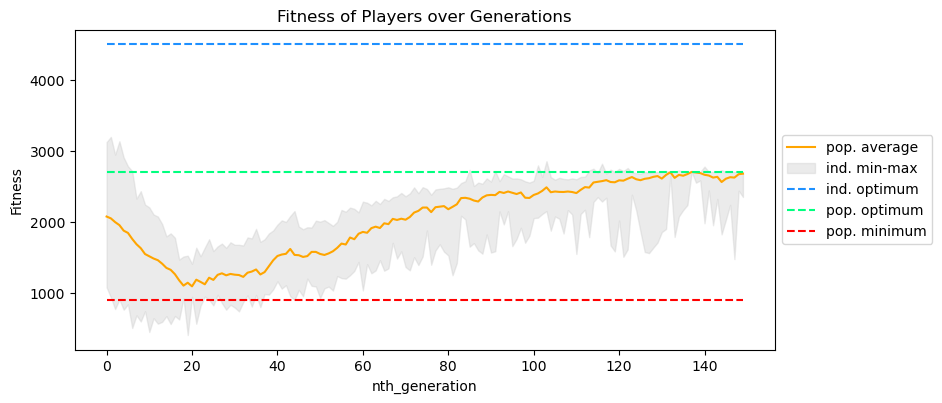 Fitness of Players over Generations
Fitness
4000
3000
2000
1000
0
20
40
60
80
100
120
140
nth_generation
pop. average
ind. min-max
ind. optimum
pop. optimum
pop. minimum